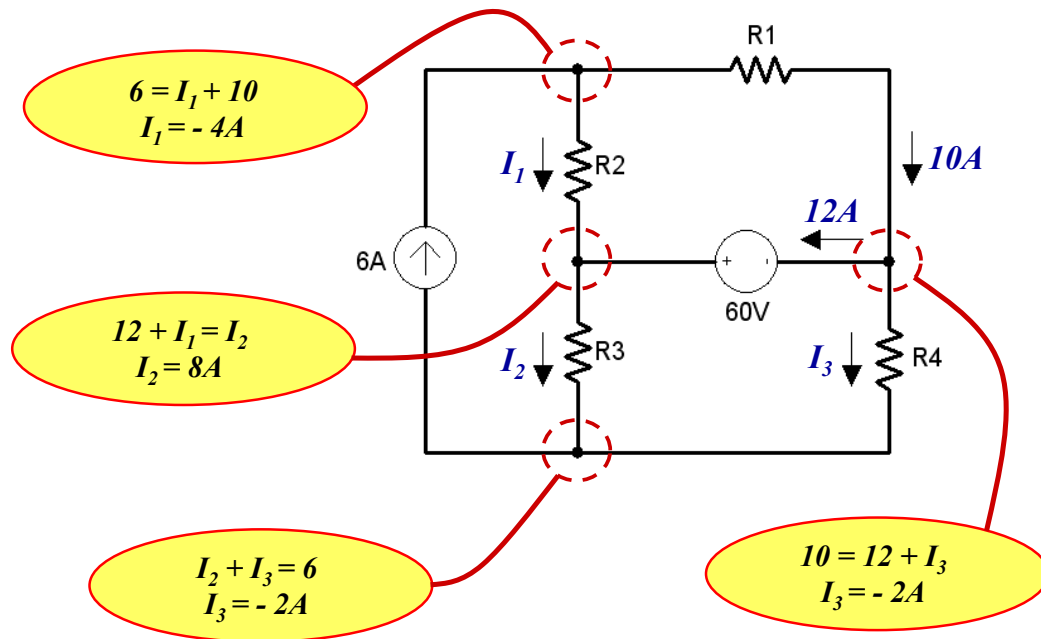 R1
6 = I₁ + 10
I₁ = - 4A
I₁
R2
10A
12A
6A
+ -
60V
12 + I₁ = I₂
I₂ = 8A
I₂
R3
I₃
R4
I₂ + I₃ = 6
I₃ = - 2A
10 = 12 + I₃
I₃ = - 2A